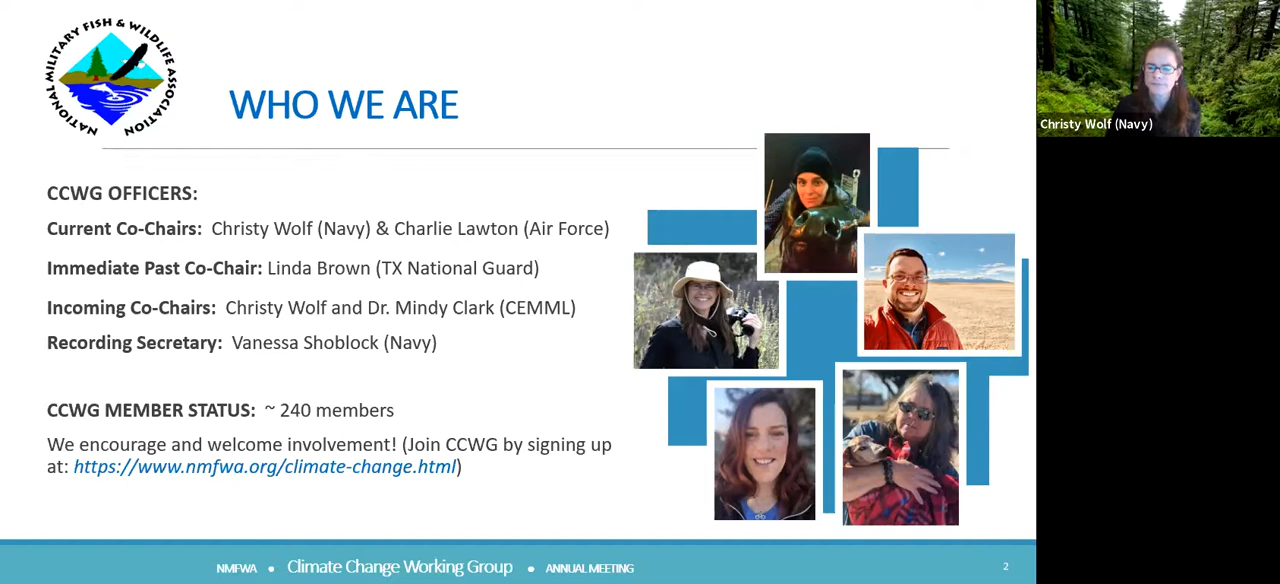 NATIONAL MILITARY FISH & WILDLIFE ASSOCIATION
WHO WE ARE
CCWG OFFICERS:
Current Co-Chairs: Christy Wolf (Navy) & Charlie Lawton (Air Force)
Immediate Past Co-Chair: Linda Brown (TX National Guard)
Incoming Co-Chairs: Christy Wolf and Dr. Mindy Clark (CEMML)
Recording Secretary: Vanessa Shoblock (Navy)
CCWG MEMBER STATUS: ~ 240 members
We encourage and welcome involvement! (Join CCWG by signing up
at: https://www.nmfwa.org/climate-change.html)
NMFWA • Climate Change Working Group • ANNUAL MEETING
2
Christy Wolf (Navy)